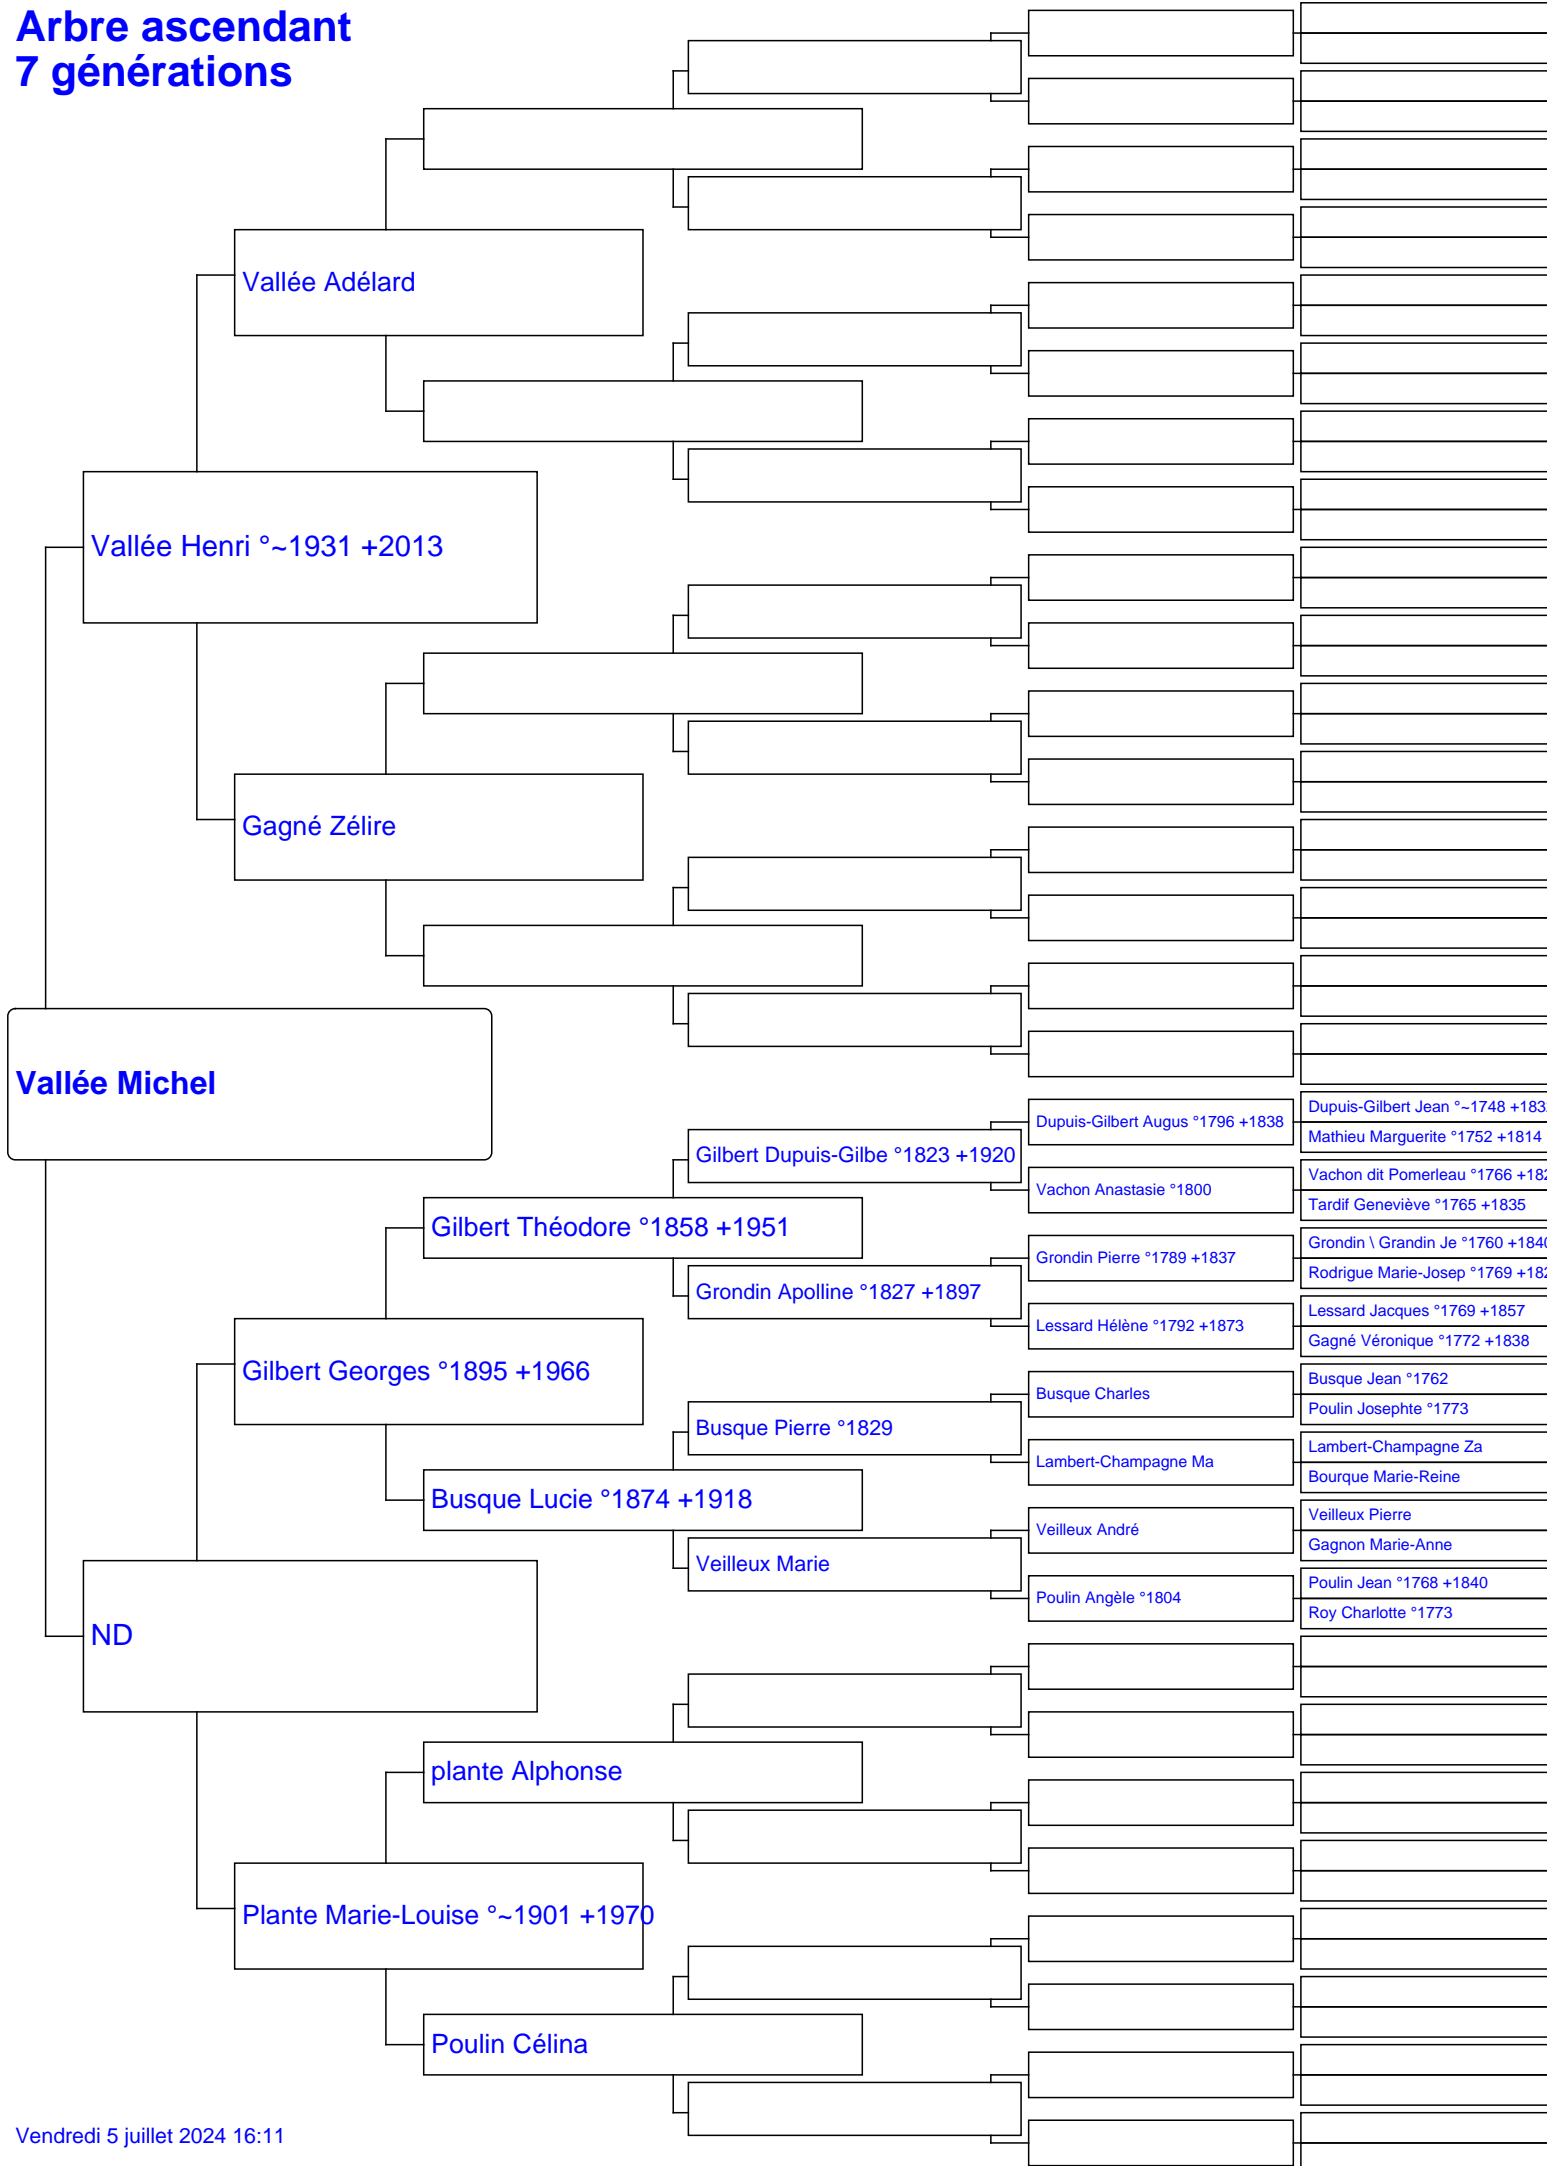 Arbre ascendant
7 générations
Vallée Adélard
Vallée Henri °~1931 +2013
Gagné Zélire
Vallée Michel
Dupuis-Gilbert Augus °1796 +1838
Dupuis-Gilbert Jean °~1748 +183
Mathieu Marguerite °1752 +1814
Gilbert Dupuis-Gilbe °1823 +1920
Vachon Anastasie °1800
Vachon dit Pomerleau °1766 +182
Tardif Geneviève °1765 +1835
Gilbert Théodore °1858 +1951
Grondin Pierre °1789 +1837
Grondin \ Grandin Je °1760 +1840
Rodrigue Marie-Josep °1769 +182
Grondin Apolline °1827 +1897
Lessard Hélène °1792 +1873
Lessard Jacques °1769 +1857
Gagné Véronique °1772 +1838
Gilbert Georges °1895 +1966
Busque Charles
Busque Jean °1762
Poulin Josephte °1773
Busque Pierre °1829
Lambert-Champagne Ma
Lambert-Champagne Za
Bourque Marie-Reine
Busque Lucie °1874 +1918
Veilleux André
Veilleux Pierre
Gagnon Marie-Anne
Veilleux Marie
Poulin Angèle °1804
Poulin Jean °1768 +1840
Roy Charlotte °1773
ND
plante Alphonse
Plante Marie-Louise °~1901 +1970
Poulin Célina
Vendredi 5 juillet 2024 16:11